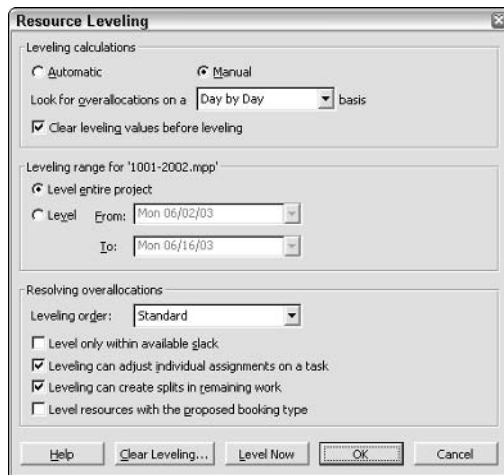 Resource Leveling
Leveling calculations
Automatic Manual
Look for overallocations on a Day by Day basis
Clear leveling values before leveling
Leveling range for '1001-2002.mpp'
Level entire project
Level From: Mon 06/02/03
To: Mon 06/16/03
Resolving overallocations
Leveling order: Standard
Level only within available slack
Leveling can adjust individual assignments on a task
Leveling can create splits in remaining work
Level resources with the proposed booking type
Help Clear Leveling... Level Now OK Cancel